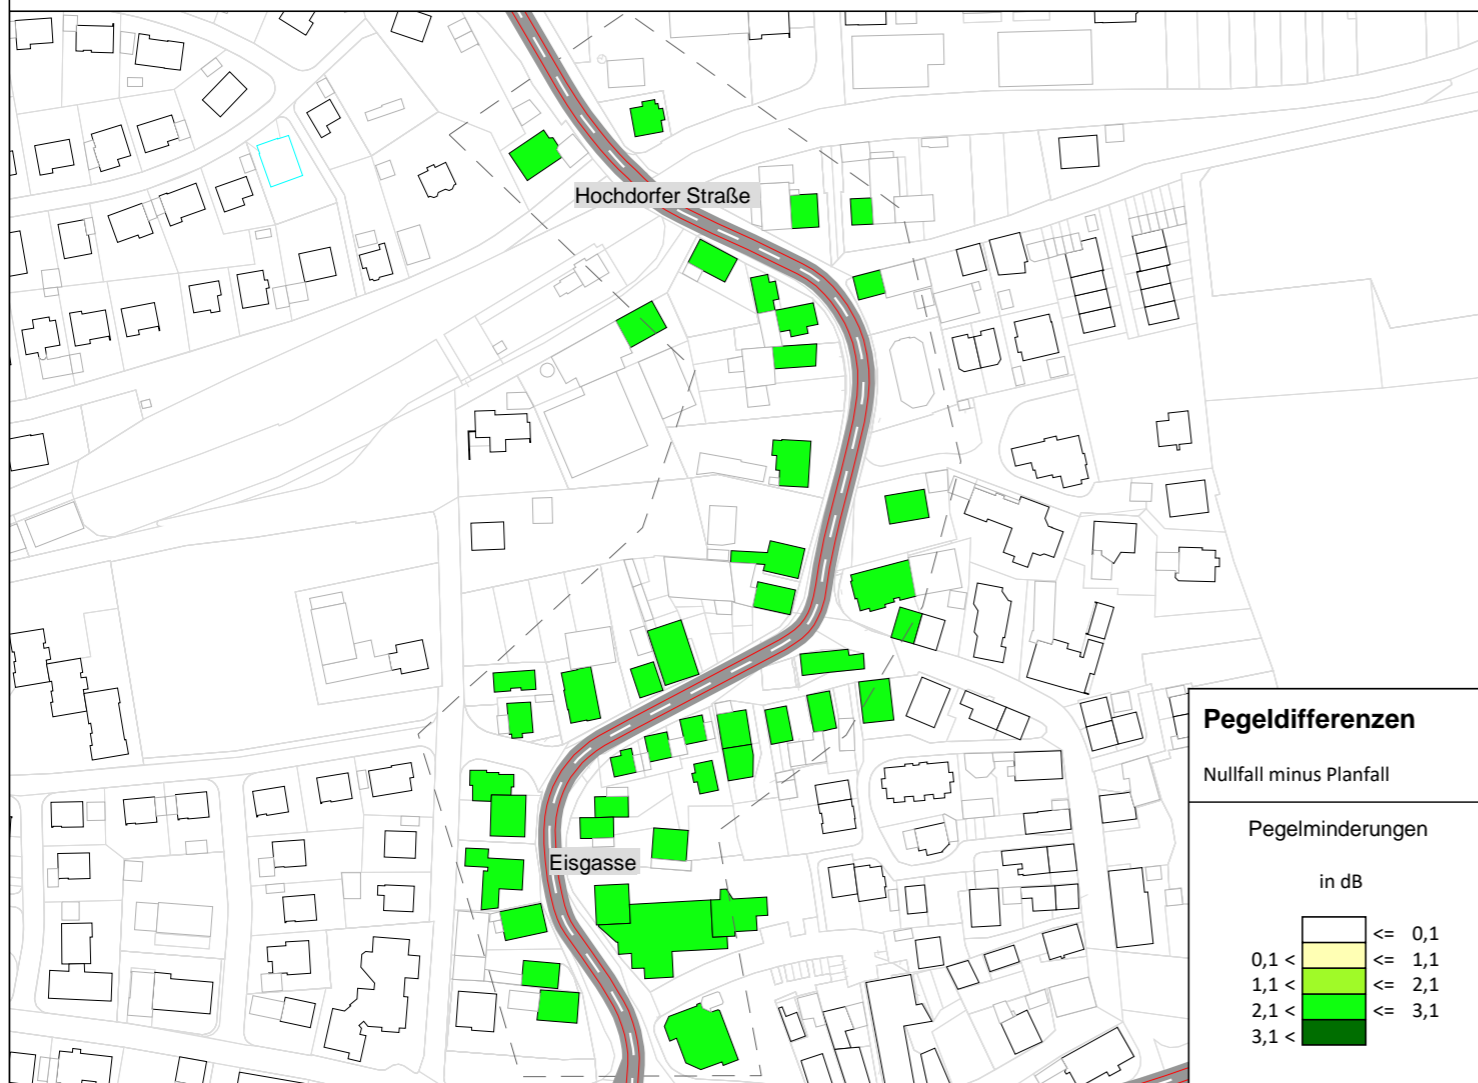 Hochdorfer Straße
Eisgasse
Pegeldifferenzen
Nullfall minus Planfall
Pegelminderungen
in dB
<= 0,1
0,1 < <= 1,1
1,1 < <= 2,1
2,1 < <= 3,1
3,1 <